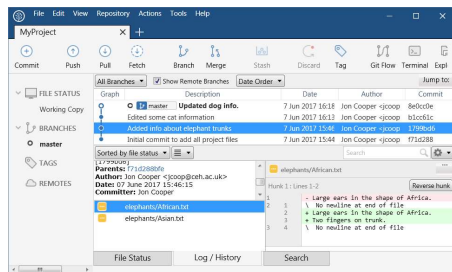 File Edit View Repository Actions Tools Help
MyProject
Commit Push Pull Fetch Branch Merge Stash Discard Tag Git Flow Terminal Expl
All Branches Show Remote Branches Date Order Jump to:
Graph Description Date Author Commit
master Updated dog info. 7 Jun 2017 16:18 Jon Cooper <jcoop 8e0cc0e
Edited some cat information 7 Jun 2017 16:13 Jon Cooper <jcoop b1cc61c
Added info about elephant trunks 7 Jun 2017 15:46 Jon Cooper <jcoop 1799bd6
Initial commit to add all project files 7 Jun 2017 15:44 Jon Cooper <jcoop f71d288
FILE STATUS
Working Copy
BRANCHES
master
TAGS
REMOTES
Sorted by file status Search
[1799bd6]
Parents: f71d288bfe
Author: Jon Cooper <jcoop@ceh.ac.uk>
Date: 07 June 2017 15:46:15
Committer: Jon Cooper
elephants/African.txt
elephants/Asian.txt
elephants/African.txt
Hunk 1 : Lines 1-2 Reverse hunk
1 - Large ears in the shape of Africa.
2 1 \ No newline at end of file
2 + Large ears in the shape of Africa.
3 + Two fingers on trunk.
3 4 \ No newline at end of file
File Status Log / History Search